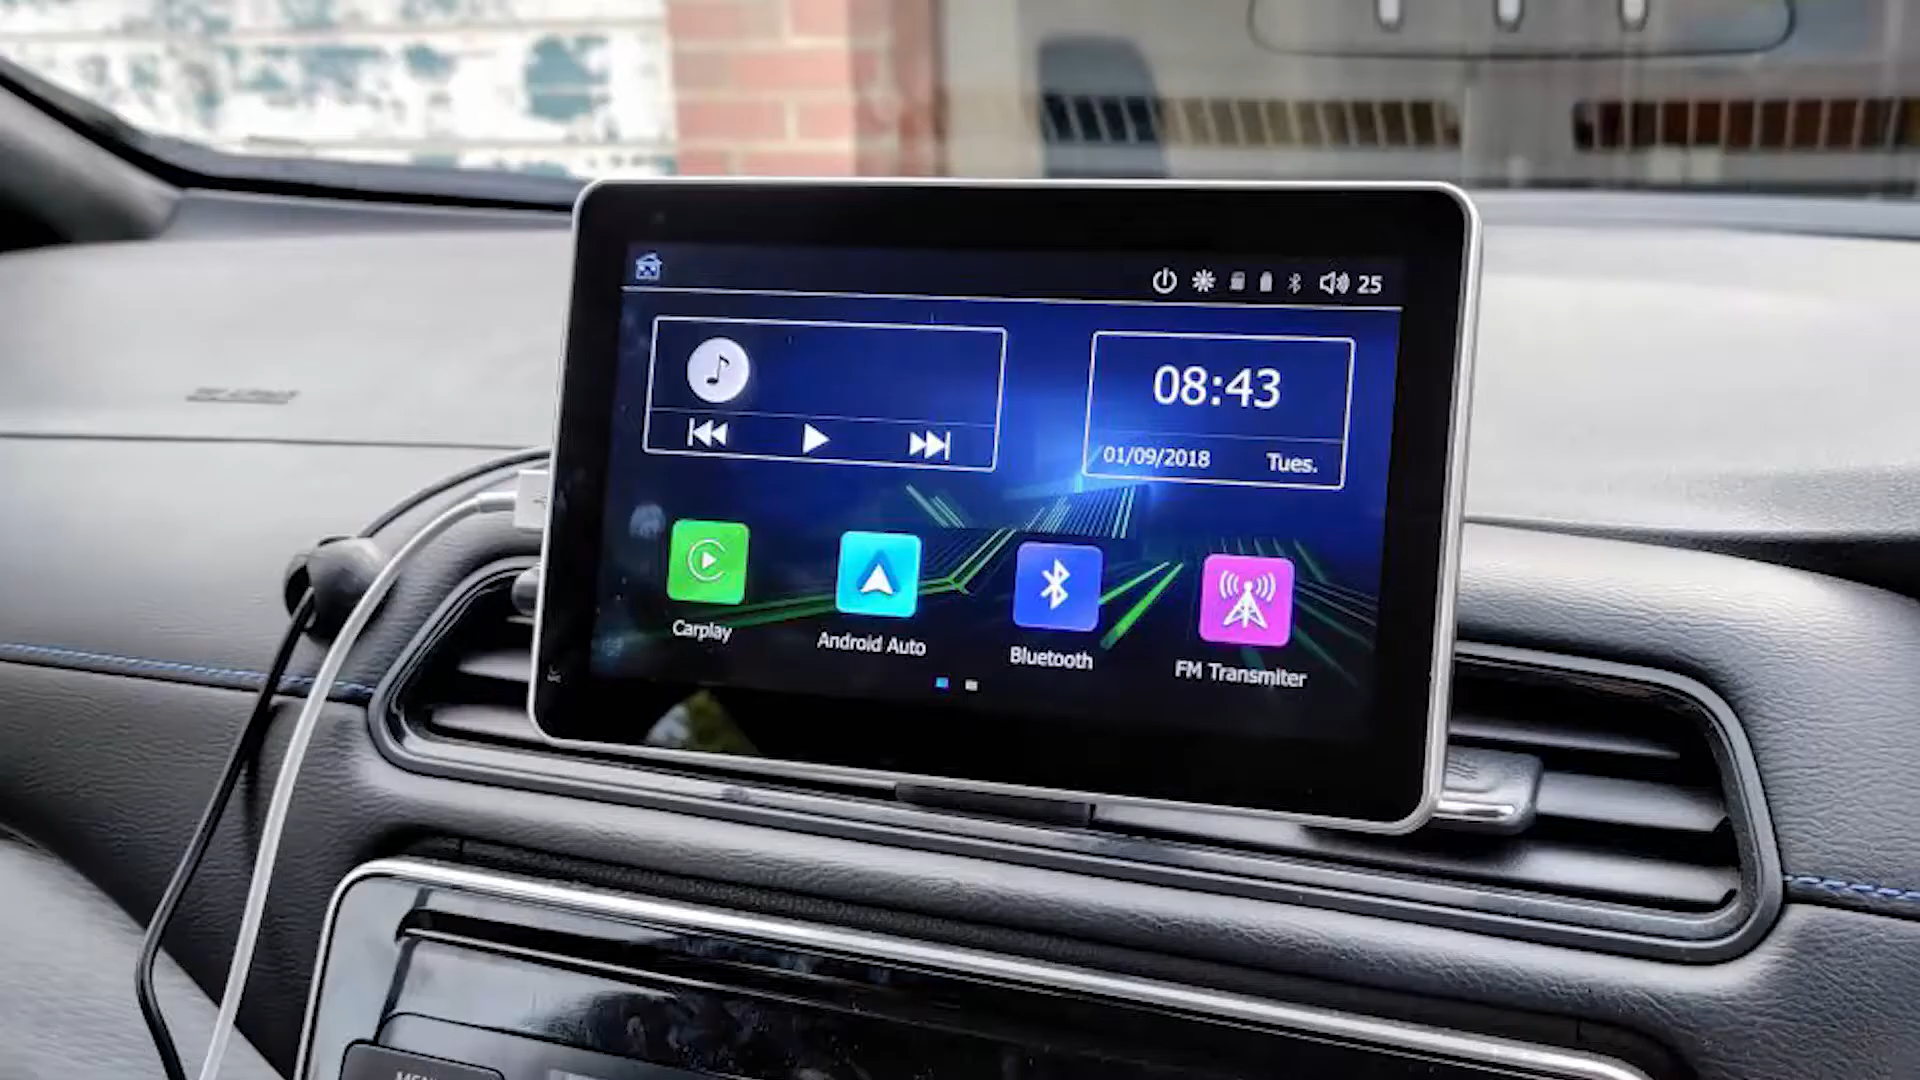 25
08:43
01/09/2018 Tues.
Carplay
Android Auto
Bluetooth
FM Transmiter